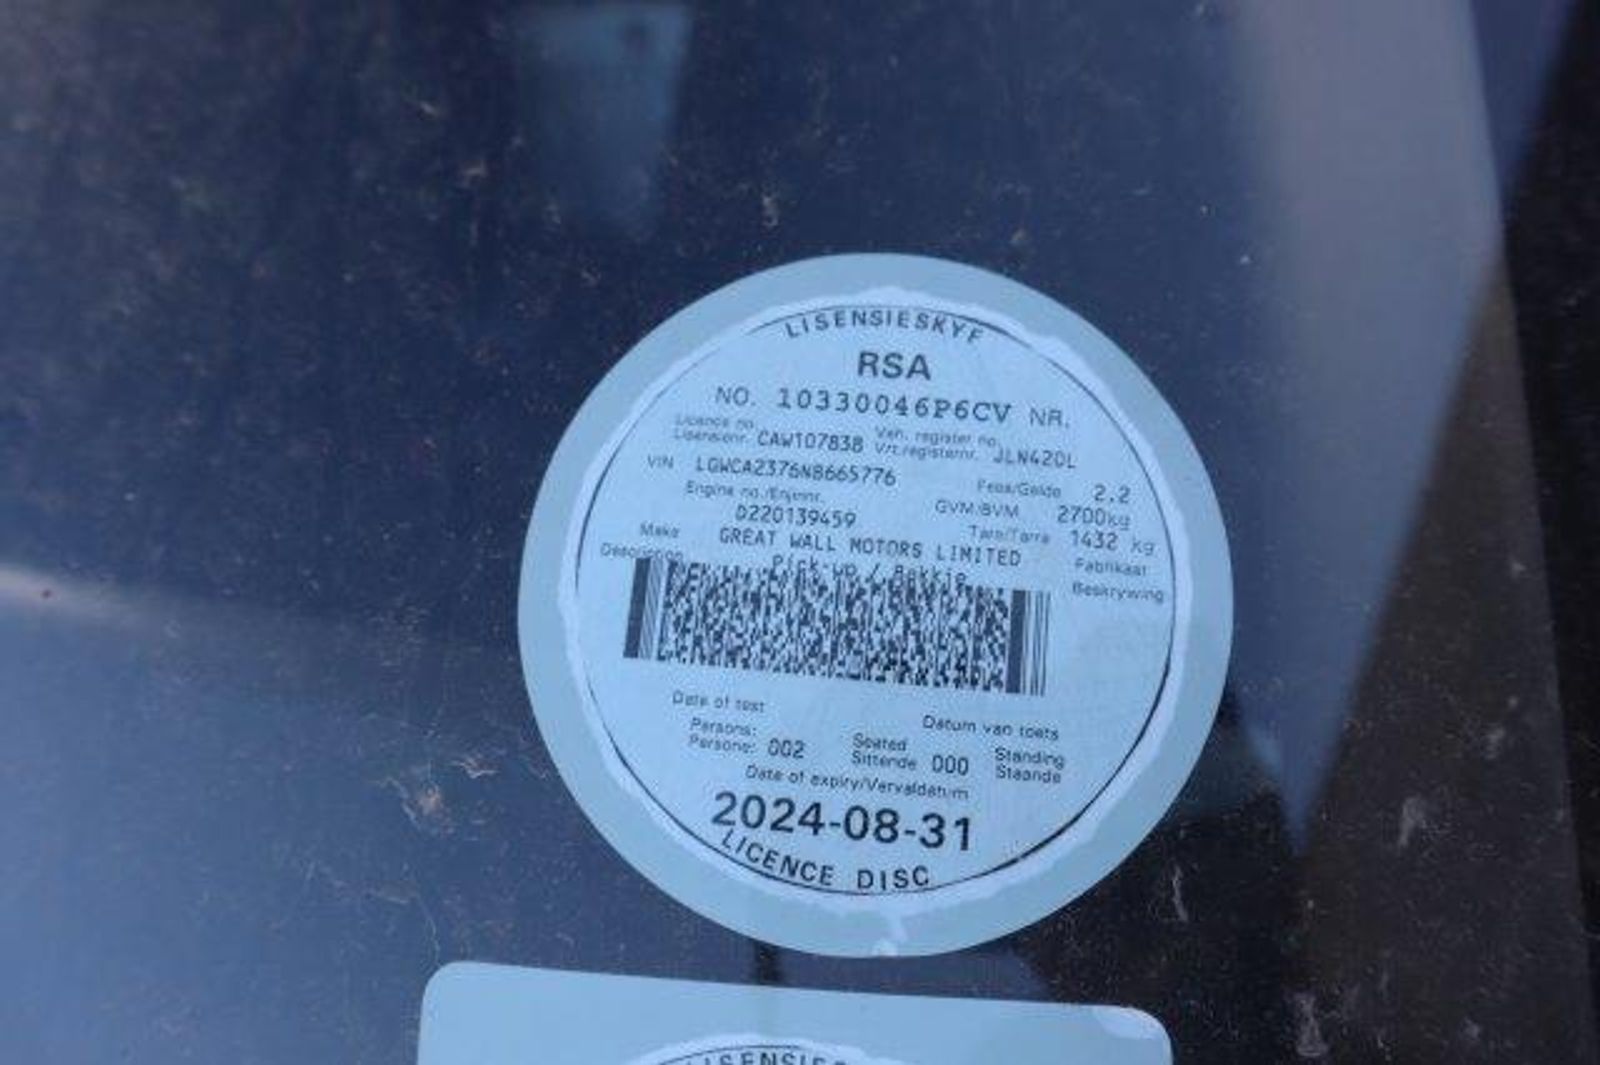 LISENSIESKYF
RSA
NO. 10330046P6CV NR.
Licence no. Veh. register no.
Lisensienr. CAW107838 Vrt.registernr. JLN420L
VIN LGWCA2376N8665776 Fees/Gelde 2.2
Engine no./Enjinnr. GVM/BVM 2700kg
D220139459 Tare/Tarra 1432 kg
Make GREAT WALL MOTORS LIMITED Fabrikaat
Description Pick-up / Bakkie Beskrywing
Date of test Datum van toets
Persons: Seated Standing
Persone: 002 Sittende 000 Staande
Date of expiry/Vervaldatum
2024-08-31
LICENCE DISC